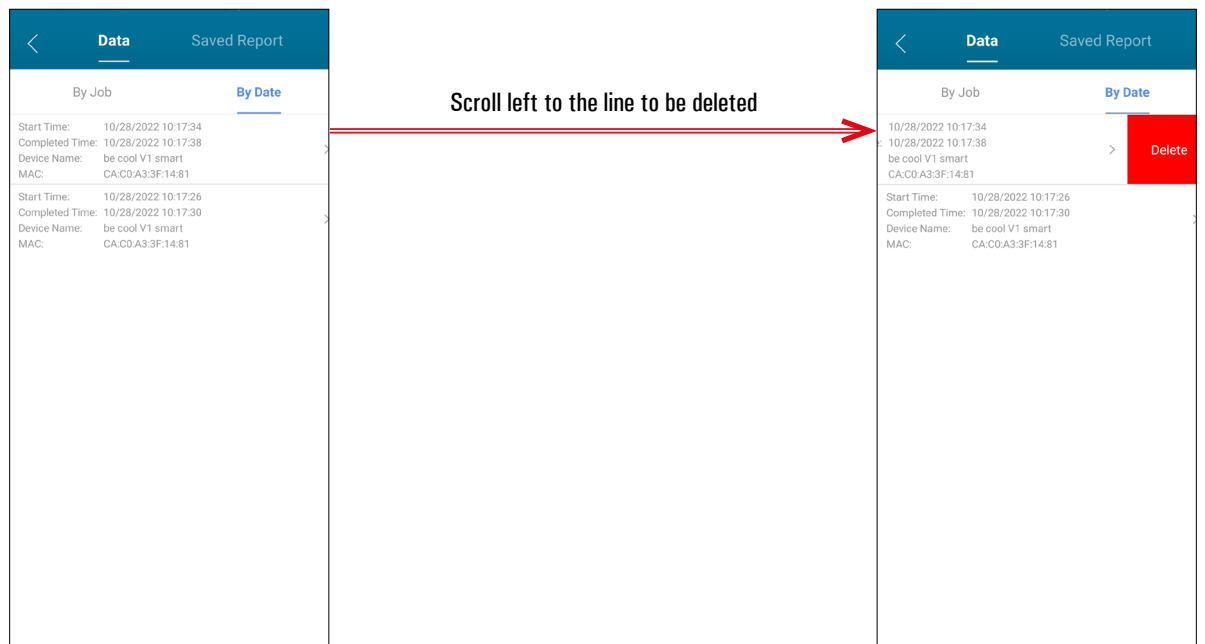 Data Saved Report
By Job By Date
Start Time: 10/28/2022 10:17:34
Completed Time: 10/28/2022 10:17:38
Device Name: be cool V1 smart
MAC: CA:C0:A3:3F:14:81
Start Time: 10/28/2022 10:17:26
Completed Time: 10/28/2022 10:17:30
Device Name: be cool V1 smart
MAC: CA:C0:A3:3F:14:81
Scroll left to the line to be deleted
Data Saved Report
By Job By Date
10/28/2022 10:17:34
: 10/28/2022 10:17:38
be cool V1 smart
CA:C0:A3:3F:14:81
Delete
Start Time: 10/28/2022 10:17:26
Completed Time: 10/28/2022 10:17:30
Device Name: be cool V1 smart
MAC: CA:C0:A3:3F:14:81